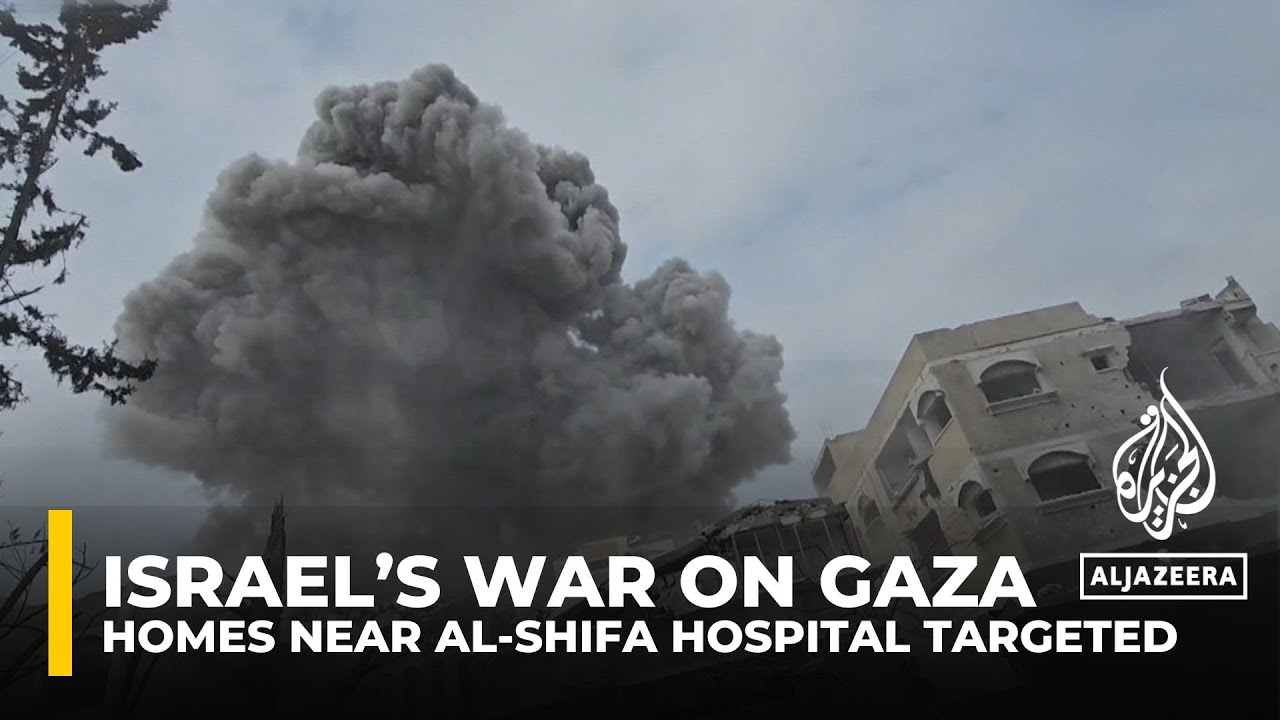 ISRAEL’S WAR ON GAZA
HOMES NEAR AL-SHIFA HOSPITAL TARGETED
الجزيرة
ALJAZEERA